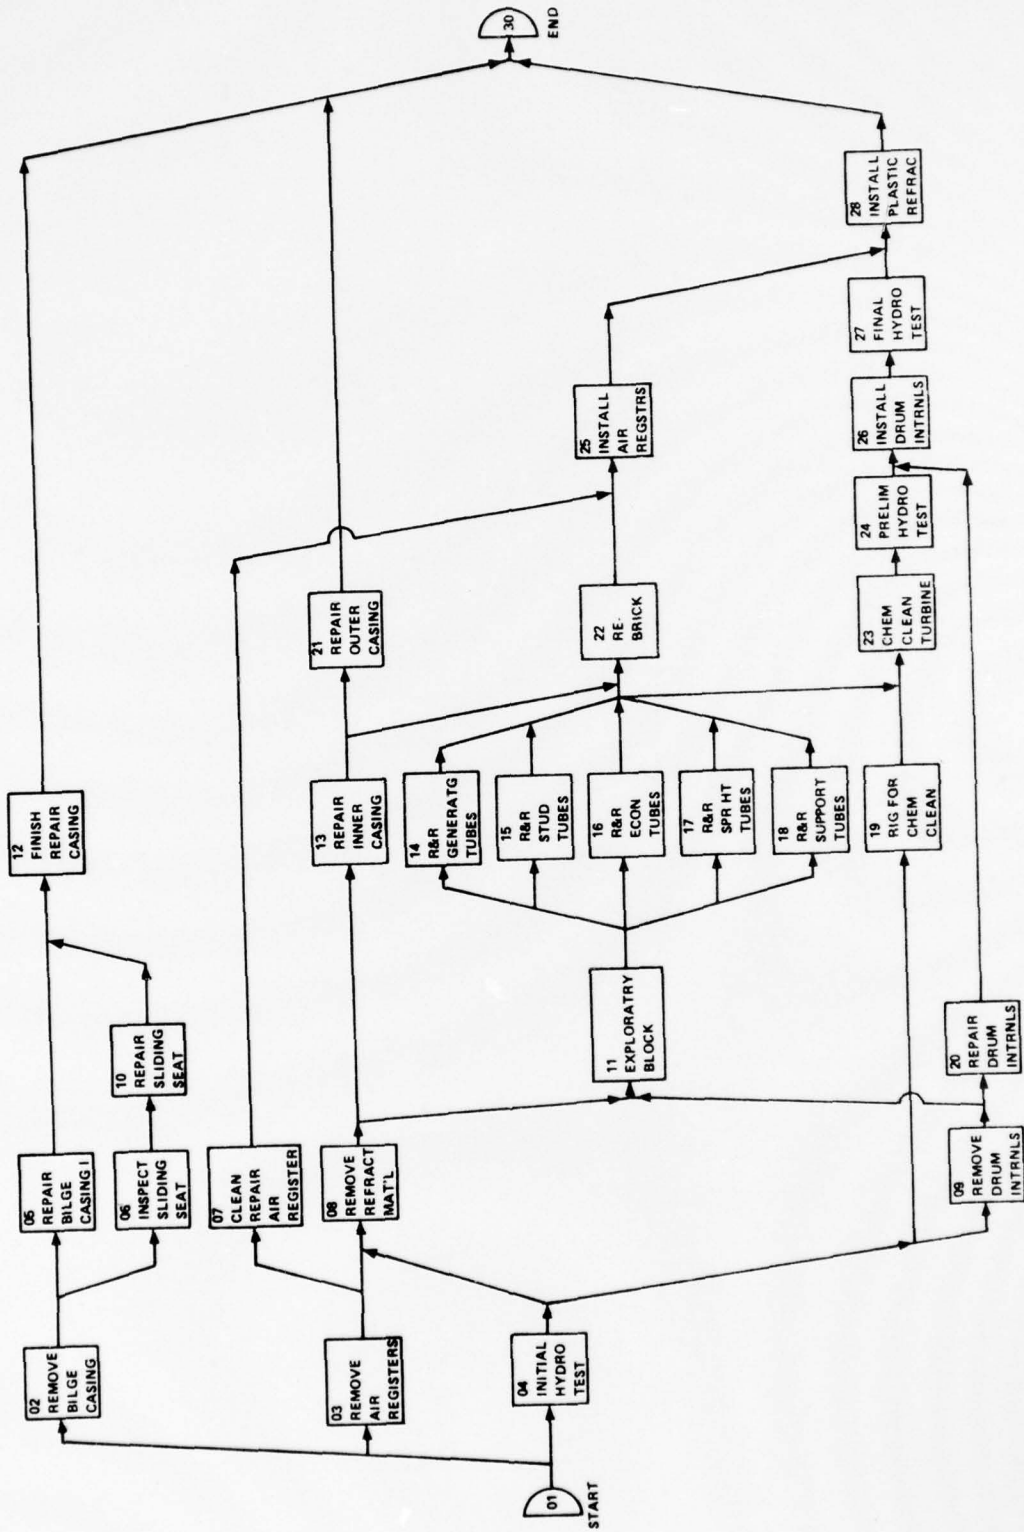 01
START
02
REMOVE
BILGE
CASING
03
REMOVE
AIR
REGISTERS
04
INITIAL
HYDRO
TEST
05
REPAIR
BILGE
CASING I
06
INSPECT
SLIDING
SEAT
07
CLEAN
REPAIR
AIR
REGISTER
08
REMOVE
REFRACT
MAT'L
09
REMOVE
DRUM
INTRNLS
10
REPAIR
SLIDING
SEAT
11
EXPLORATRY
BLOCK
20
REPAIR
DRUM
INTRNLS
12
FINISH
REPAIR
CASING
13
REPAIR
INNER
CASING
14
R&R
GENERATG
TUBES
15
R&R
STUD
TUBES
16
R&R
ECON
TUBES
17
R&R
SPR HT
TUBES
18
R&R
SUPPORT
TUBES
19
RIG FOR
CHEM
CLEAN
21
REPAIR
OUTER
CASING
22
RE-
BRICK
23
CHEM
CLEAN
TURBINE
24
PRELIM
HYDRO
TEST
25
INSTALL
AIR
REGSTRS
26
INSTALL
DRUM
INTRNLS
27
FINAL
HYDRO
TEST
28
INSTALL
PLASTIC
REFRAC
30
END